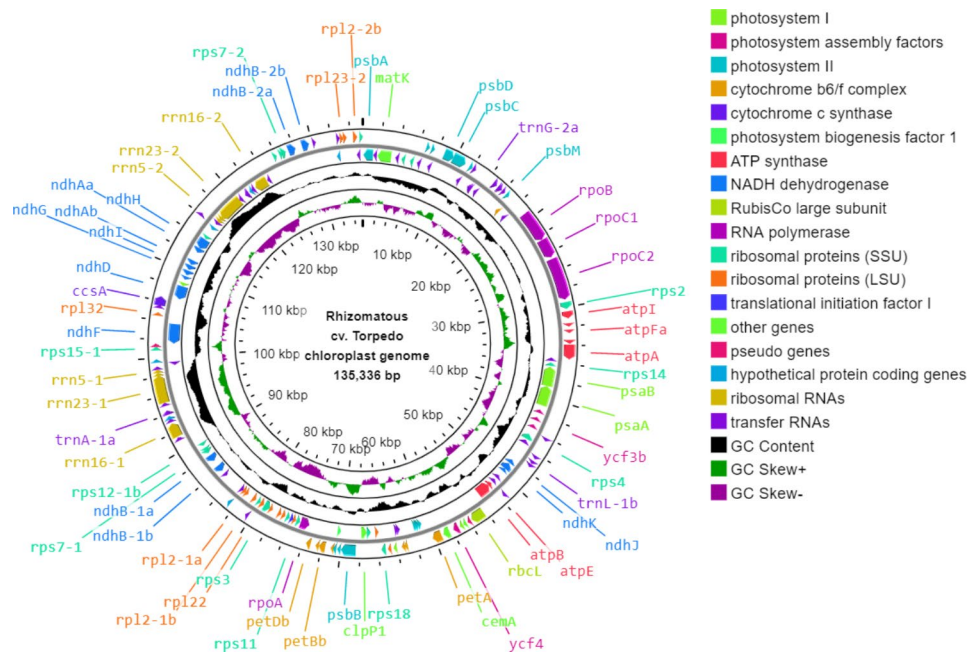 rpl2-2b
rps7-2
psbA
ndhB-2b
rpl23-2
matK
ndhB-2a
psbD
psbC
rrn16-2
trnG-2a
psbM
rrn23-2
rrn5-2
rpoB
ndhAa
ndhH
rpoC1
ndhG
ndhAb
ndhI
rpoC2
ndhD
ccsA
rps2
rpl32
atpI
atpFa
ndhF
rps15-1
atpA
rps14
rrn5-1
psaB
rrn23-1
psaA
trnA-1a
ycf3b
rrn16-1
rps4
rps12-1b
trnL-1b
ndhB-1a
ndhK
rps7-1
ndhB-1b
ndhJ
rpl2-1a
atpB
rps3
rbcL
atpE
rpl22
rpoA
petA
rpl2-1b
petDb
psbB
rps18
cemA
rps11
petBb
clpP1
ycf4
130 kbp
10 kbp
120 kbp
20 kbp
110 kbp
30 kbp
100 kbp
40 kbp
90 kbp
50 kbp
80 kbp
70 kbp
60 kbp
Rhizomatous
cv. Torpedo
chloroplast genome
135,336 bp
photosystem I
photosystem assembly factors
photosystem II
cytochrome b6/f complex
cytochrome c synthase
photosystem biogenesis factor 1
ATP synthase
NADH dehydrogenase
RubisCo large subunit
RNA polymerase
ribosomal proteins (SSU)
ribosomal proteins (LSU)
translational initiation factor I
other genes
pseudo genes
hypothetical protein coding genes
ribosomal RNAs
transfer RNAs
GC Content
GC Skew+
GC Skew-